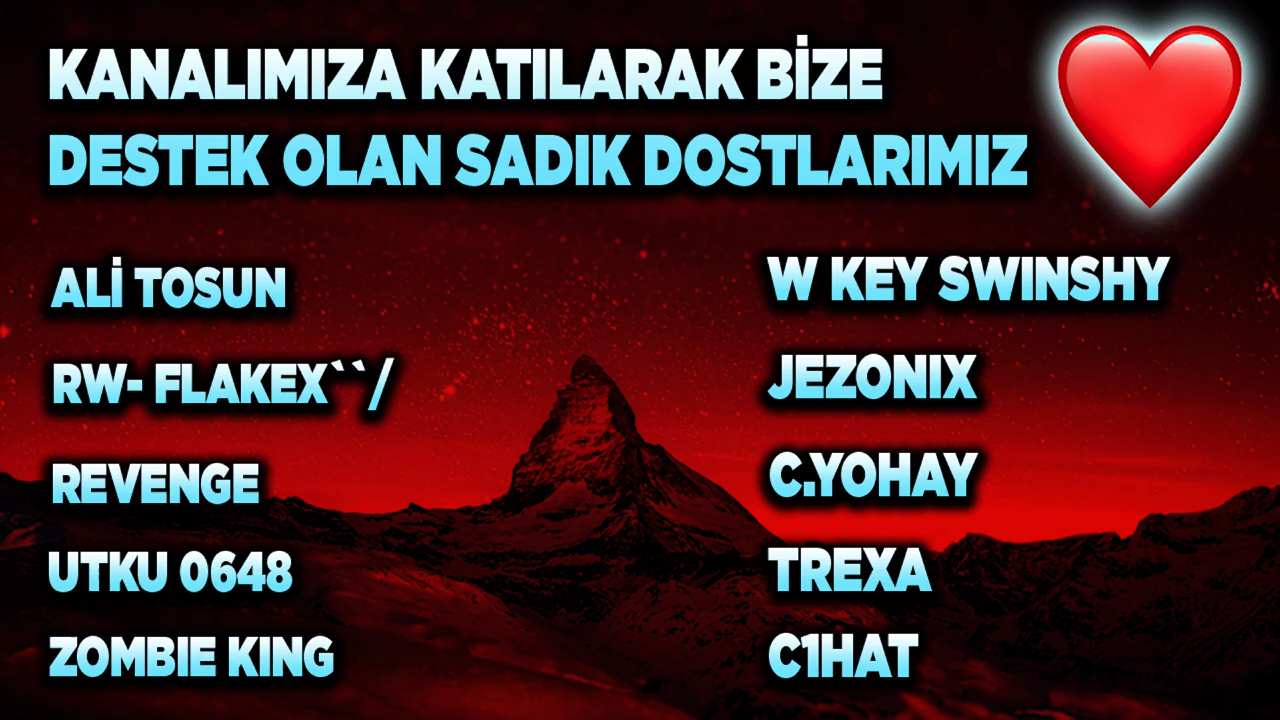 KANALIMIZA KATILARAK BİZE
DESTEK OLAN SADIK DOSTLARIMIZ
ALİ TOSUN
RW- FLAKEX``/
REVENGE
UTKU 0648
ZOMBIE KING
W KEY SWINSHY
JEZONIX
C.YOHAY
TREXA
C1HAT